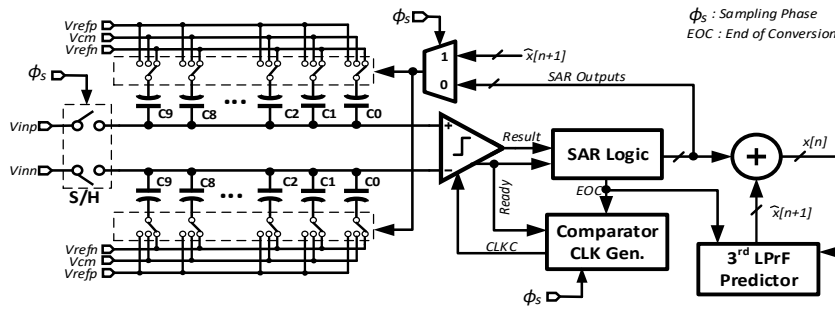 Vrefp
Vcm
Vrefn
ϕs
ϕs : Sampling Phase
EOC : End of Conversion
1
0
x̂[n+1]
SAR Outputs
ϕs
C9
C8
...
C2
C1
C0
Vinp
Vinn
S/H
+
−
Result
Ready
SAR Logic
+
x[n]
C9
C8
...
C2
C1
C0
EOC
x̂[n+1]
CLKC
Comparator
CLK Gen.
3rd LPrF
Predictor
Vrefn
Vcm
Vrefp
ϕs